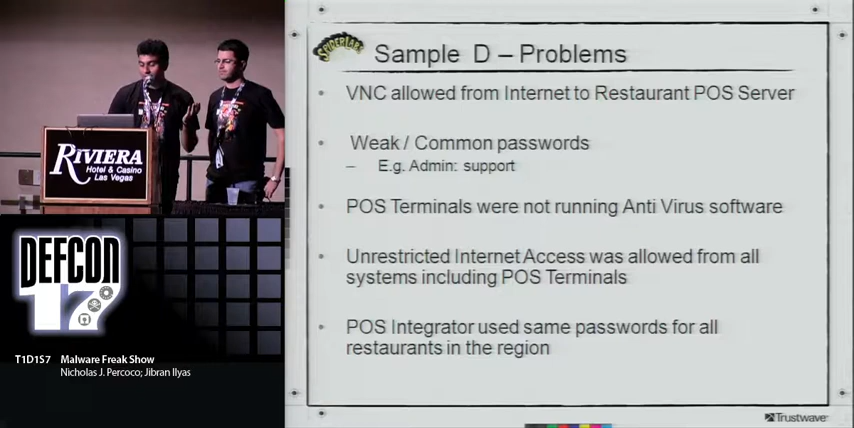 SPIDERLABS
Sample D – Problems
• VNC allowed from Internet to Restaurant POS Server
• Weak / Common passwords
– E.g. Admin: support
• POS Terminals were not running Anti Virus software
• Unrestricted Internet Access was allowed from all
systems including POS Terminals
• POS Integrator used same passwords for all
restaurants in the region
Trustwave
RIVIERA
Hotel & Casino
Las Vegas
DEFCON
17
T1D1S7 Malware Freak Show
Nicholas J. Percoco; Jibran Ilyas